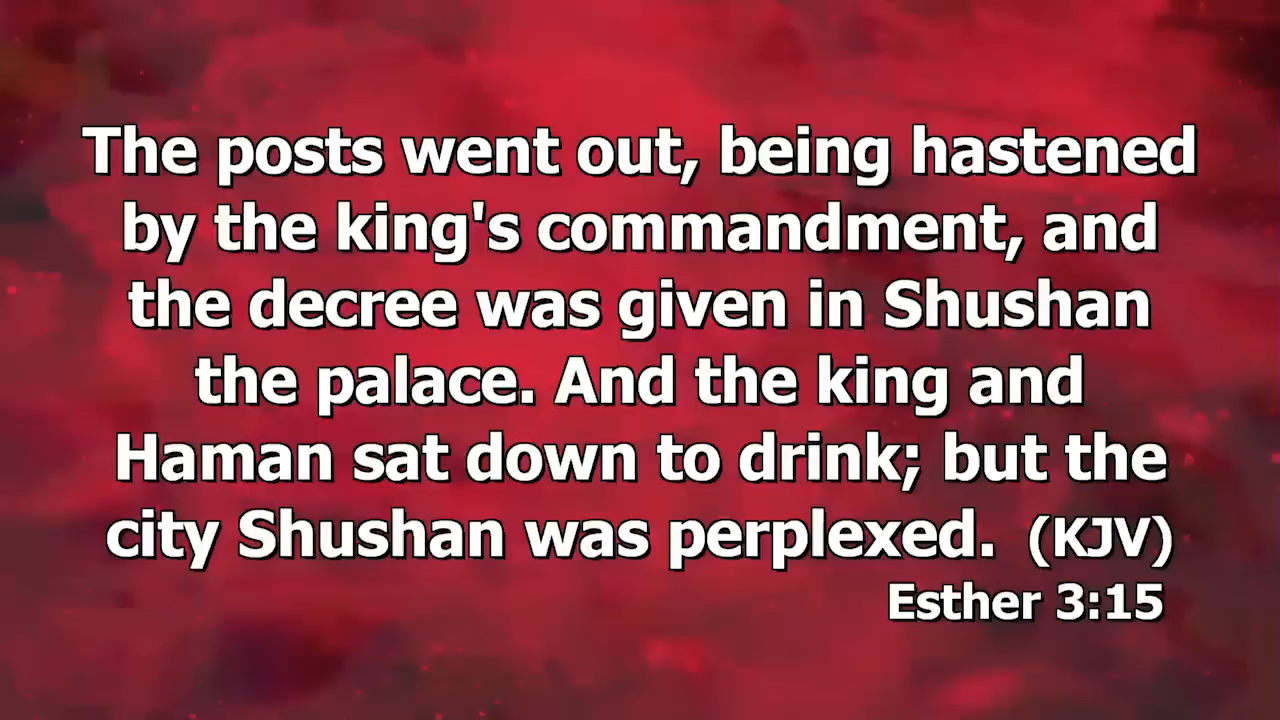 The posts went out, being hastened
by the king's commandment, and
the decree was given in Shushan
the palace. And the king and
Haman sat down to drink; but the
city Shushan was perplexed. (KJV)
Esther 3:15